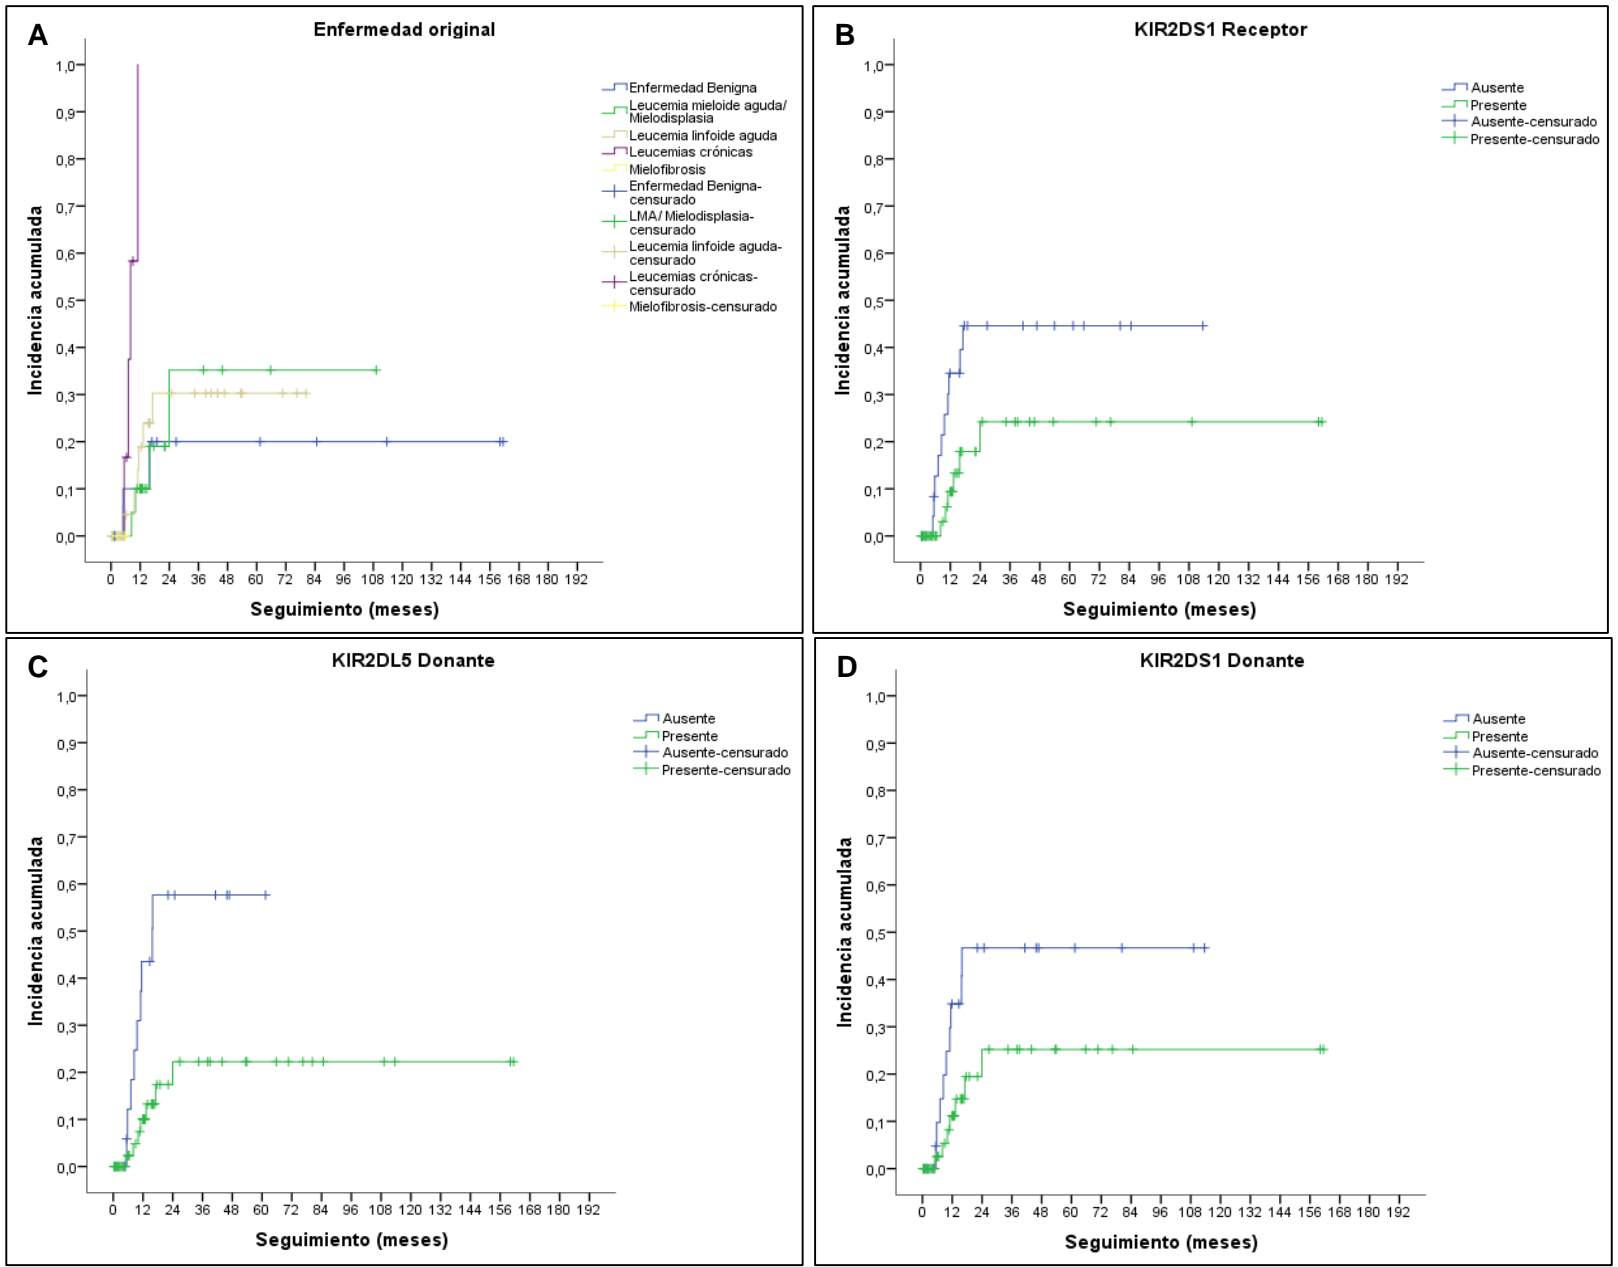 A
Enfermedad original
1,0
0,9
0,8
0,7
0,6
0,5
0,4
0,3
0,2
0,1
0,0
Incidencia acumulada
0 12 24 36 48 60 72 84 96 108 120 132 144 156 168 180 192
Seguimiento (meses)
Enfermedad Benigna
Leucemia mieloide aguda/
Mielodisplasia
Leucemia linfoide aguda
Leucemias crónicas
Mielofibrosis
Enfermedad Benigna-
censurado
LMA/ Mielodisplasia-
censurado
Leucemia linfoide aguda-
censurado
Leucemias crónicas-
censurado
Mielofibrosis-censurado
B
KIR2DS1 Receptor
1,0
0,9
0,8
0,7
0,6
0,5
0,4
0,3
0,2
0,1
0,0
Incidencia acumulada
0 12 24 36 48 60 72 84 96 108 120 132 144 156 168 180 192
Seguimiento (meses)
Ausente
Presente
Ausente-censurado
Presente-censurado
C
KIR2DL5 Donante
1,0
0,9
0,8
0,7
0,6
0,5
0,4
0,3
0,2
0,1
0,0
Incidencia acumulada
0 12 24 36 48 60 72 84 96 108 120 132 144 156 168 180 192
Seguimiento (meses)
Ausente
Presente
Ausente-censurado
Presente-censurado
D
KIR2DS1 Donante
1,0
0,9
0,8
0,7
0,6
0,5
0,4
0,3
0,2
0,1
0,0
Incidencia acumulada
0 12 24 36 48 60 72 84 96 108 120 132 144 156 168 180 192
Seguimiento (meses)
Ausente
Presente
Ausente-censurado
Presente-censurado